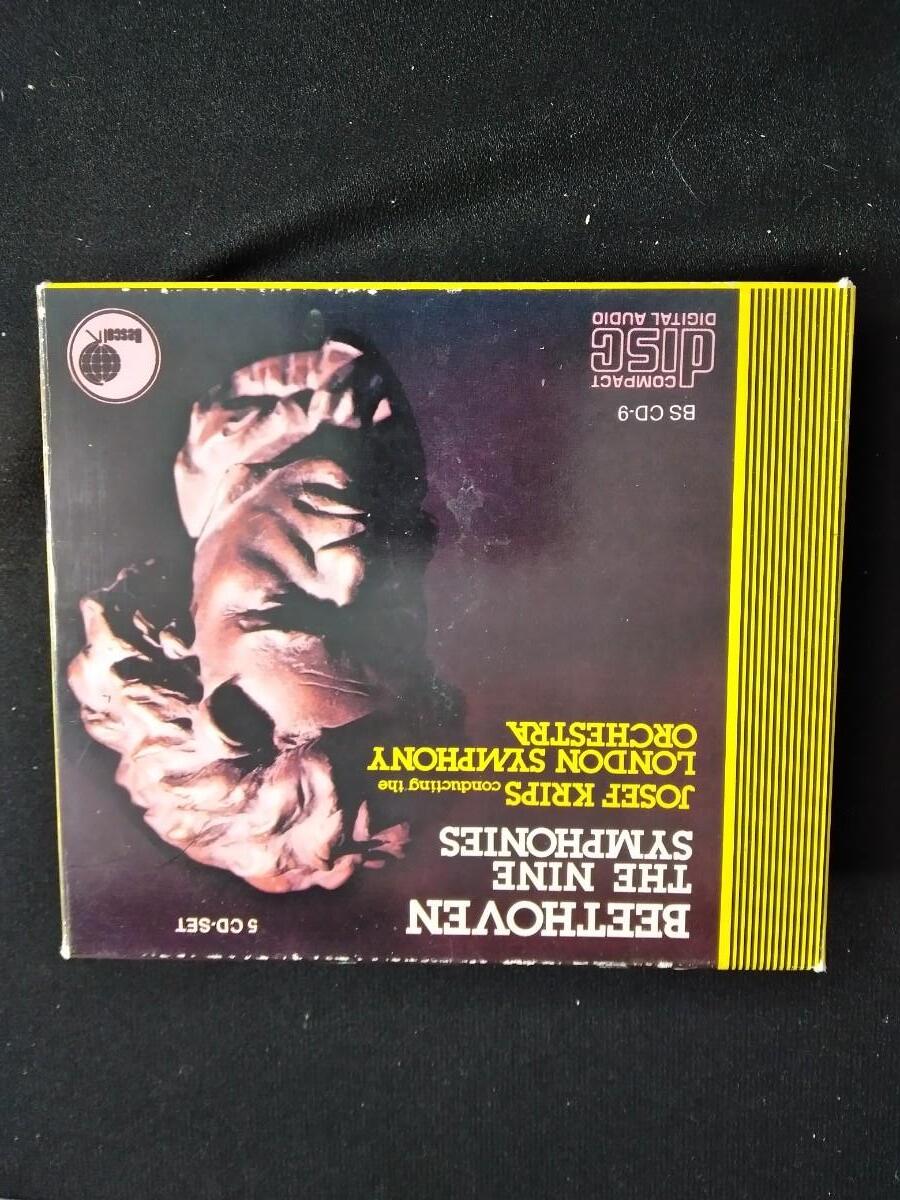 BEETHOVEN
THE NINE
SYMPHONIES
5 CD-SET
JOSEF KRIPS conducting the
LONDON SYMPHONY
ORCHESTRA
BS CD-9
COMPACT
disc
DIGITAL AUDIO
Bescol